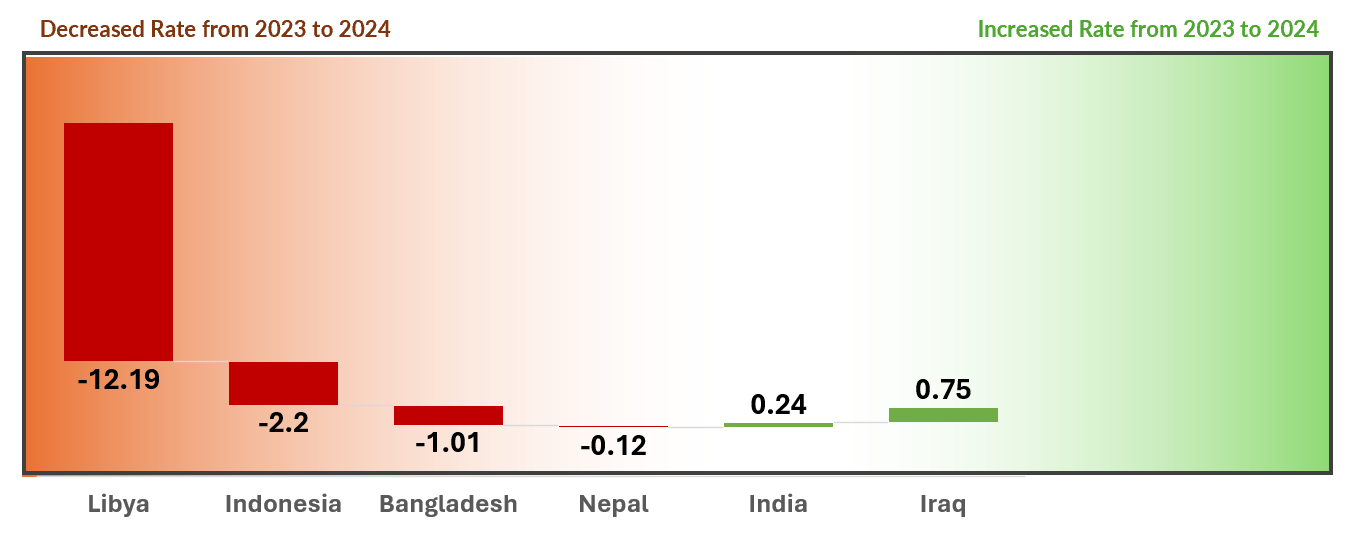 Decreased Rate from 2023 to 2024
Increased Rate from 2023 to 2024
-12.19
-2.2
-1.01
-0.12
0.24
0.75
Libya
Indonesia
Bangladesh
Nepal
India
Iraq